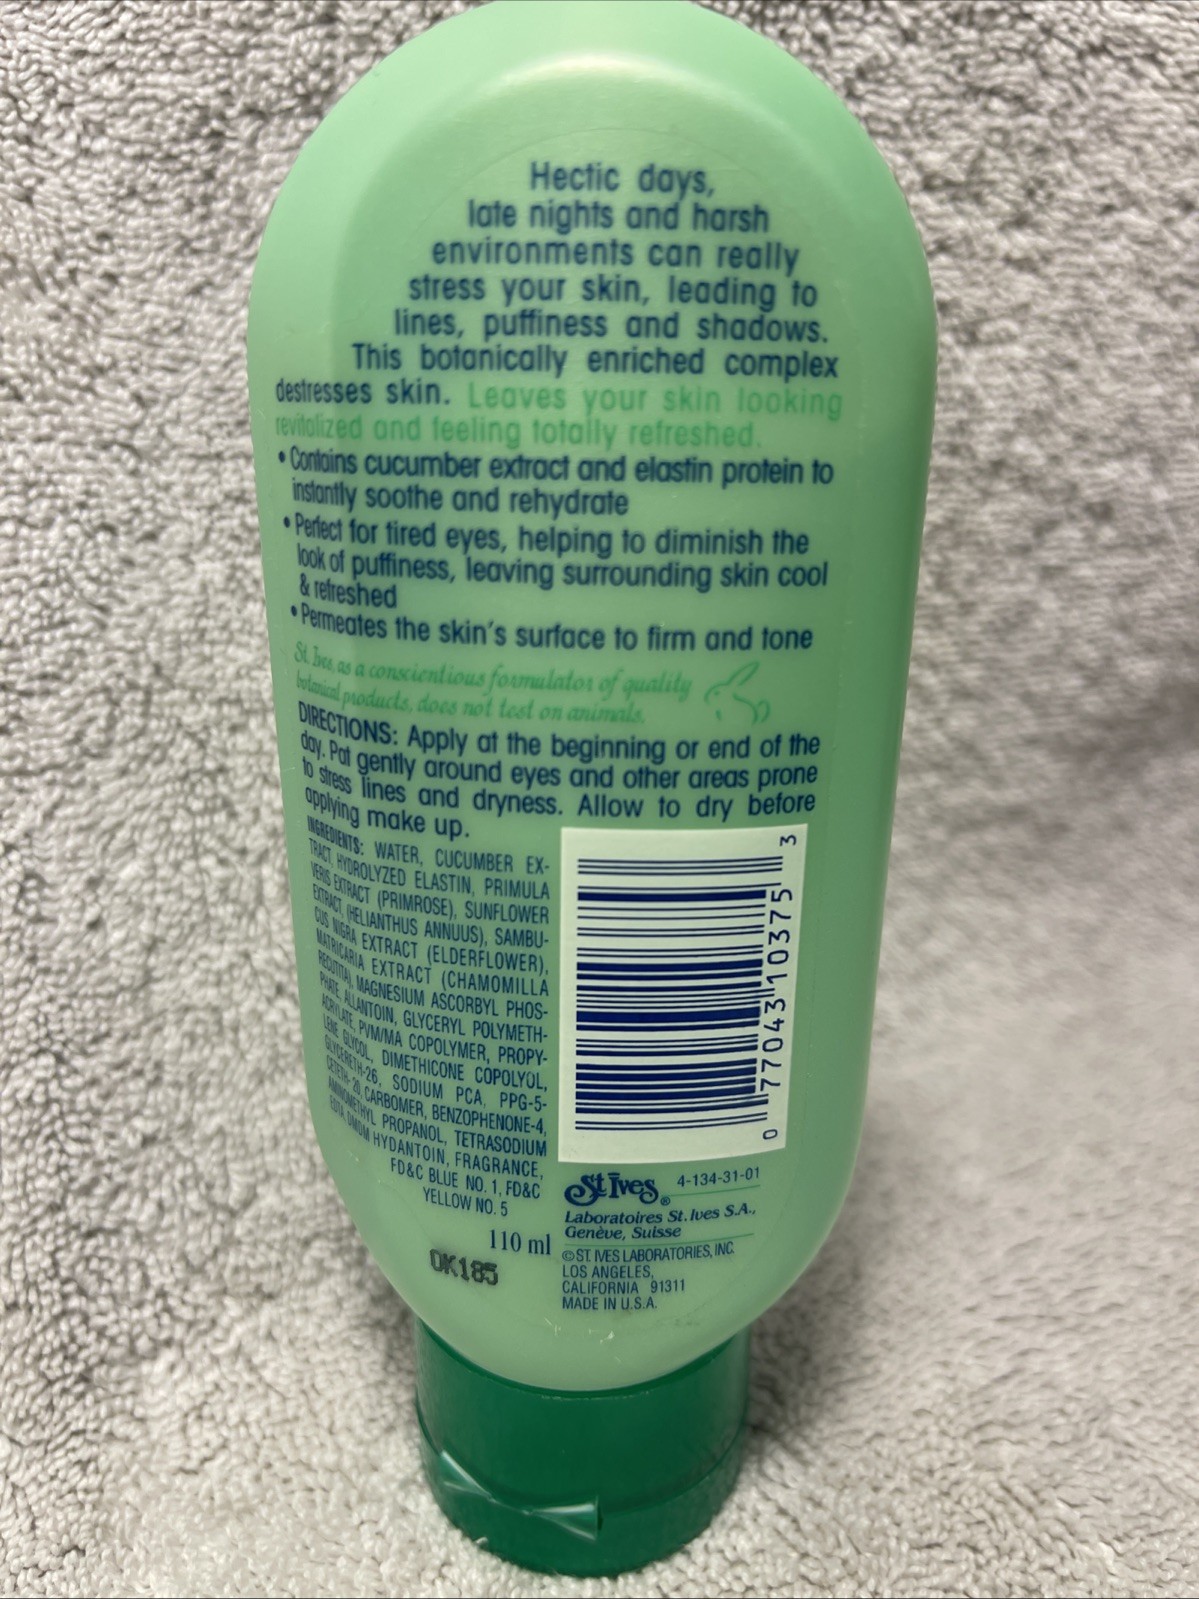 Hectic days,
late nights and harsh
environments can really
stress your skin, leading to
lines, puffiness and shadows.
This botanically enriched complex
destresses skin. Leaves your skin looking
revitalized and feeling totally refreshed.
• Contains cucumber extract and elastin protein to
instantly soothe and rehydrate
• Perfect for tired eyes, helping to diminish the
look of puffiness, leaving surrounding skin cool
& refreshed
• Permeates the skin's surface to firm and tone
St. Ives, as a conscientious formulator of quality
botanical products, does not test on animals.
DIRECTIONS: Apply at the beginning or end of the
day. Pat gently around eyes and other areas prone
to stress lines and dryness. Allow to dry before
applying make up.
INGREDIENTS: WATER, CUCUMBER EX-
TRACT, HYDROLYZED ELASTIN, PRIMULA
VERIS EXTRACT (PRIMROSE), SUNFLOWER
EXTRACT, (HELIANTHUS ANNUUS), SAMBU-
CUS NIGRA EXTRACT (ELDERFLOWER),
MATRICARIA EXTRACT (CHAMOMILLA
RECUTITA), MAGNESIUM ASCORBYL PHOS-
PHATE, ALLANTOIN, GLYCERYL POLYMETH-
ACRYLATE, PVM/MA COPOLYMER, PROPY-
LENE GLYCOL, DIMETHICONE COPOLYOL,
GLYCERETH-26, SODIUM PCA, PPG-5-
CETETH-20, CARBOMER, BENZOPHENONE-4,
AMINOMETHYL PROPANOL, TETRASODIUM
EDTA, DMDM HYDANTOIN, FRAGRANCE,
FD&C BLUE NO. 1, FD&C
YELLOW NO. 5
110 ml
0K185
0 77043 10375 3
St Ives® 4-134-31-01
Laboratoires St. Ives S.A.,
Genève, Suisse
© ST. IVES LABORATORIES, INC.
LOS ANGELES,
CALIFORNIA 91311
MADE IN U.S.A.